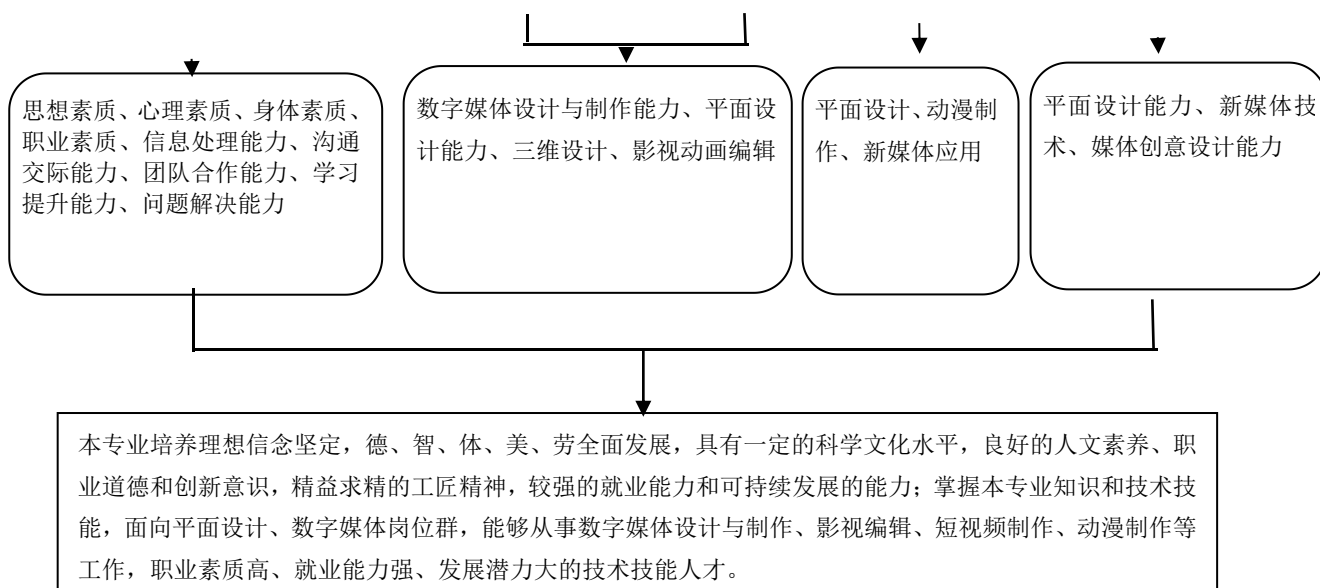 思想素质、心理素质、身体素质、
职业素质、信息处理能力、沟通
交际能力、团队合作能力、学习
提升能力、问题解决能力
数字媒体设计与制作能力、平面设
计能力、三维设计、影视动画编辑
平面设计、动漫制
作、新媒体应用
平面设计能力、新媒体技
术、媒体创意设计能力
本专业培养理想信念坚定，德、智、体、美、劳全面发展，具有一定的科学文化水平，良好的人文素养、职
业道德和创新意识，精益求精的工匠精神，较强的就业能力和可持续发展的能力；掌握本专业知识和技术技
能，面向平面设计、数字媒体岗位群，能够从事数字媒体设计与制作、影视编辑、短视频制作、动漫制作等
工作，职业素质高、就业能力强、发展潜力大的技术技能人才。